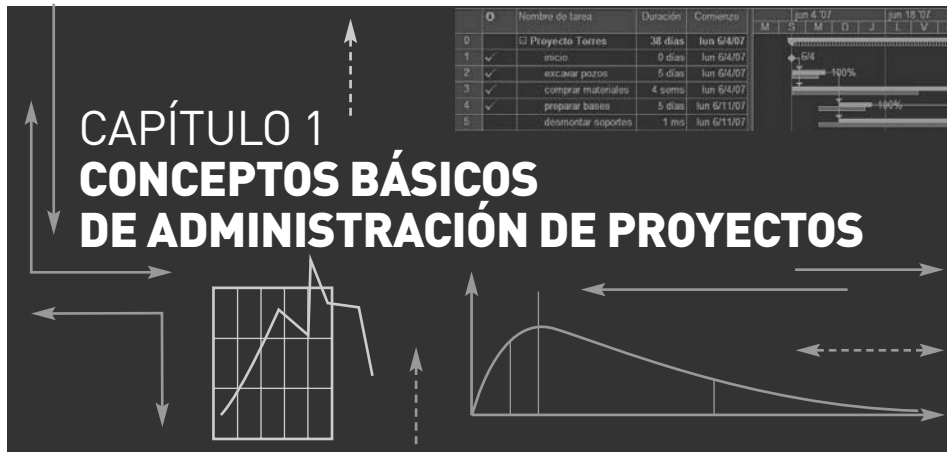 O Nombre de tarea Duración Comienzo jun 4 '07 jun 18 '07
M S M D J L V
0 Proyecto Torres 38 días lun 6/4/07
1 inicio 0 días lun 6/4/07 6/4
2 excavar pozos 5 días lun 6/4/07 100%
3 comprar materiales 4 sems lun 6/4/07
4 preparar bases 5 días lun 6/11/07 100%
5 desmontar soportes 1 ms lun 6/11/07
CAPÍTULO 1
CONCEPTOS BÁSICOS
DE ADMINISTRACIÓN DE PROYECTOS